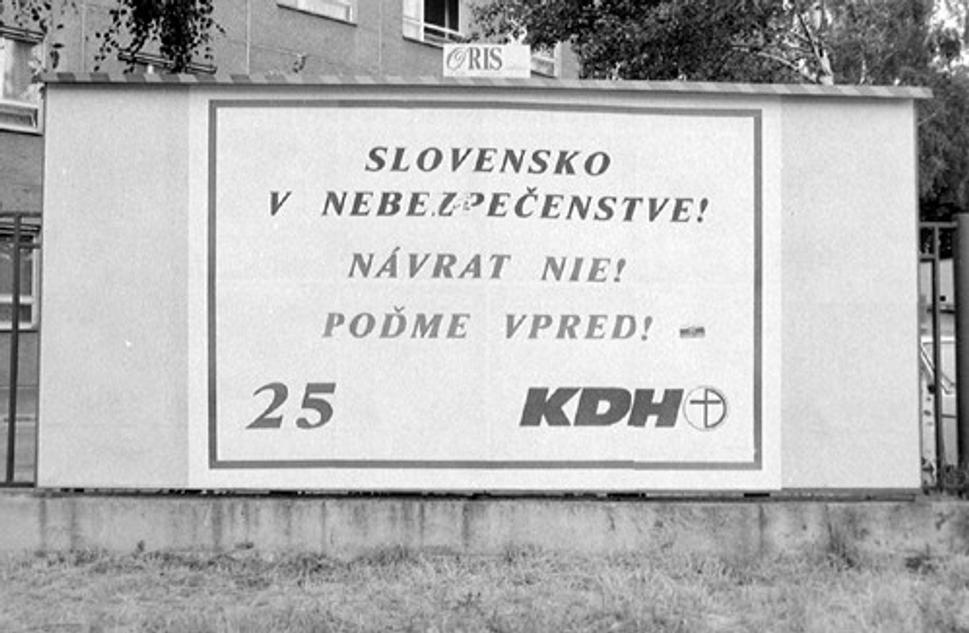 ORIS
SLOVENSKO
V NEBEZPEČENSTVE!
NÁVRAT NIE!
POĎME VPRED!
25 KDH